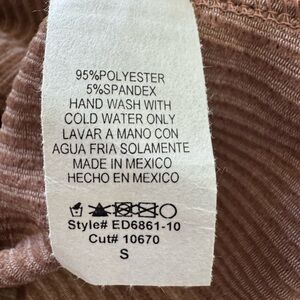 95%POLYESTER
5%SPANDEX
HAND WASH WITH
COLD WATER ONLY
LAVAR A MANO CON
AGUA FRIA SOLAMENTE
MADE IN MEXICO
HECHO EN MEXICO
Style# ED6861-10
Cut# 10670
S